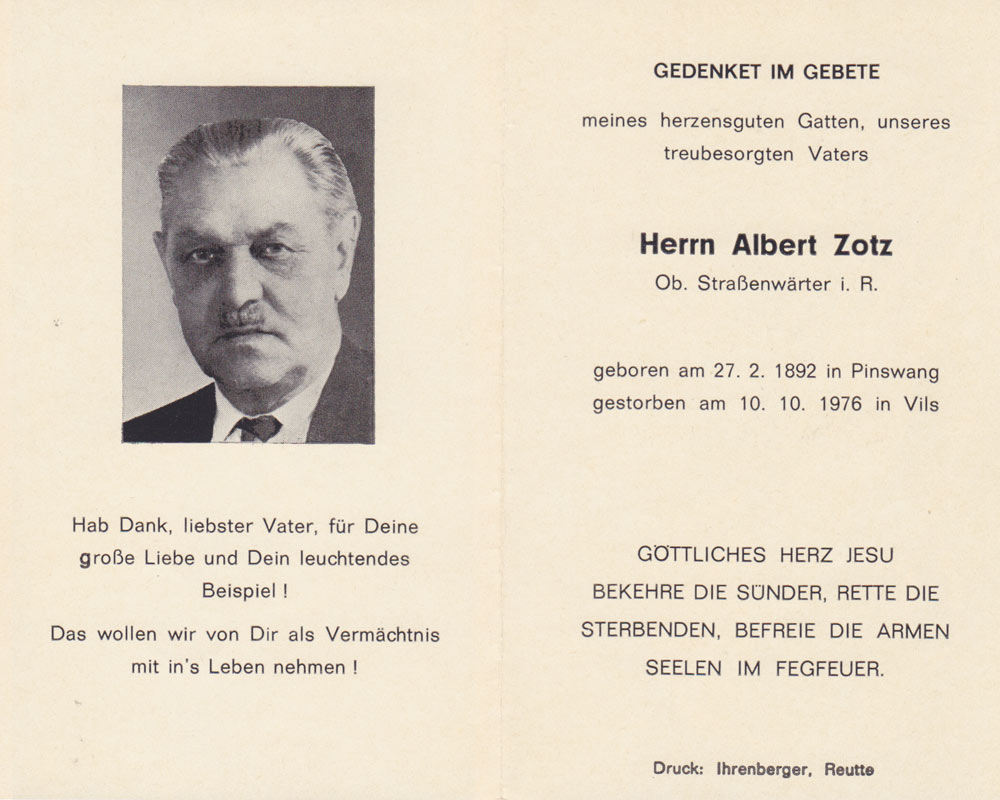 Hab Dank, liebster Vater, für Deine
große Liebe und Dein leuchtendes
Beispiel !
Das wollen wir von Dir als Vermächtnis
mit in's Leben nehmen !
GEDENKET IM GEBETE
meines herzensguten Gatten, unseres
treubesorgten Vaters
Herrn Albert Zotz
Ob. Straßenwärter i. R.
geboren am 27. 2. 1892 in Pinswang
gestorben am 10. 10. 1976 in Vils
GÖTTLICHES HERZ JESU
BEKEHRE DIE SÜNDER, RETTE DIE
STERBENDEN, BEFREIE DIE ARMEN
SEELEN IM FEGFEUER.
Druck: Ihrenberger, Reutte